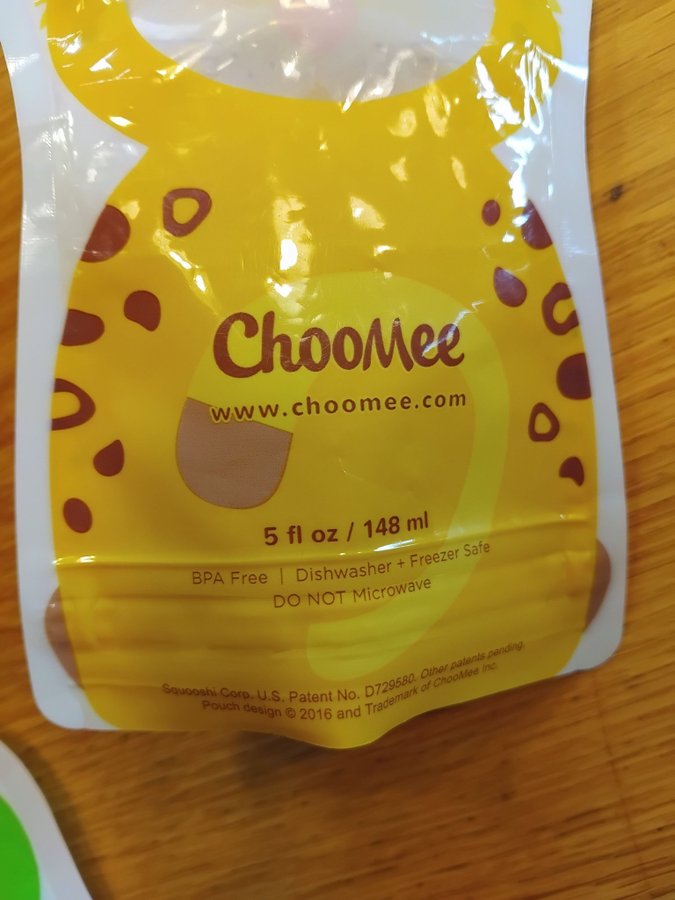 ChooMee
www.choomee.com
5 fl oz / 148 ml
BPA Free | Dishwasher + Freezer Safe
DO NOT Microwave
Squooshi Corp. U.S. Patent No. D729580. Other patents pending.
Pouch design © 2016 and Trademark of ChooMee Inc.